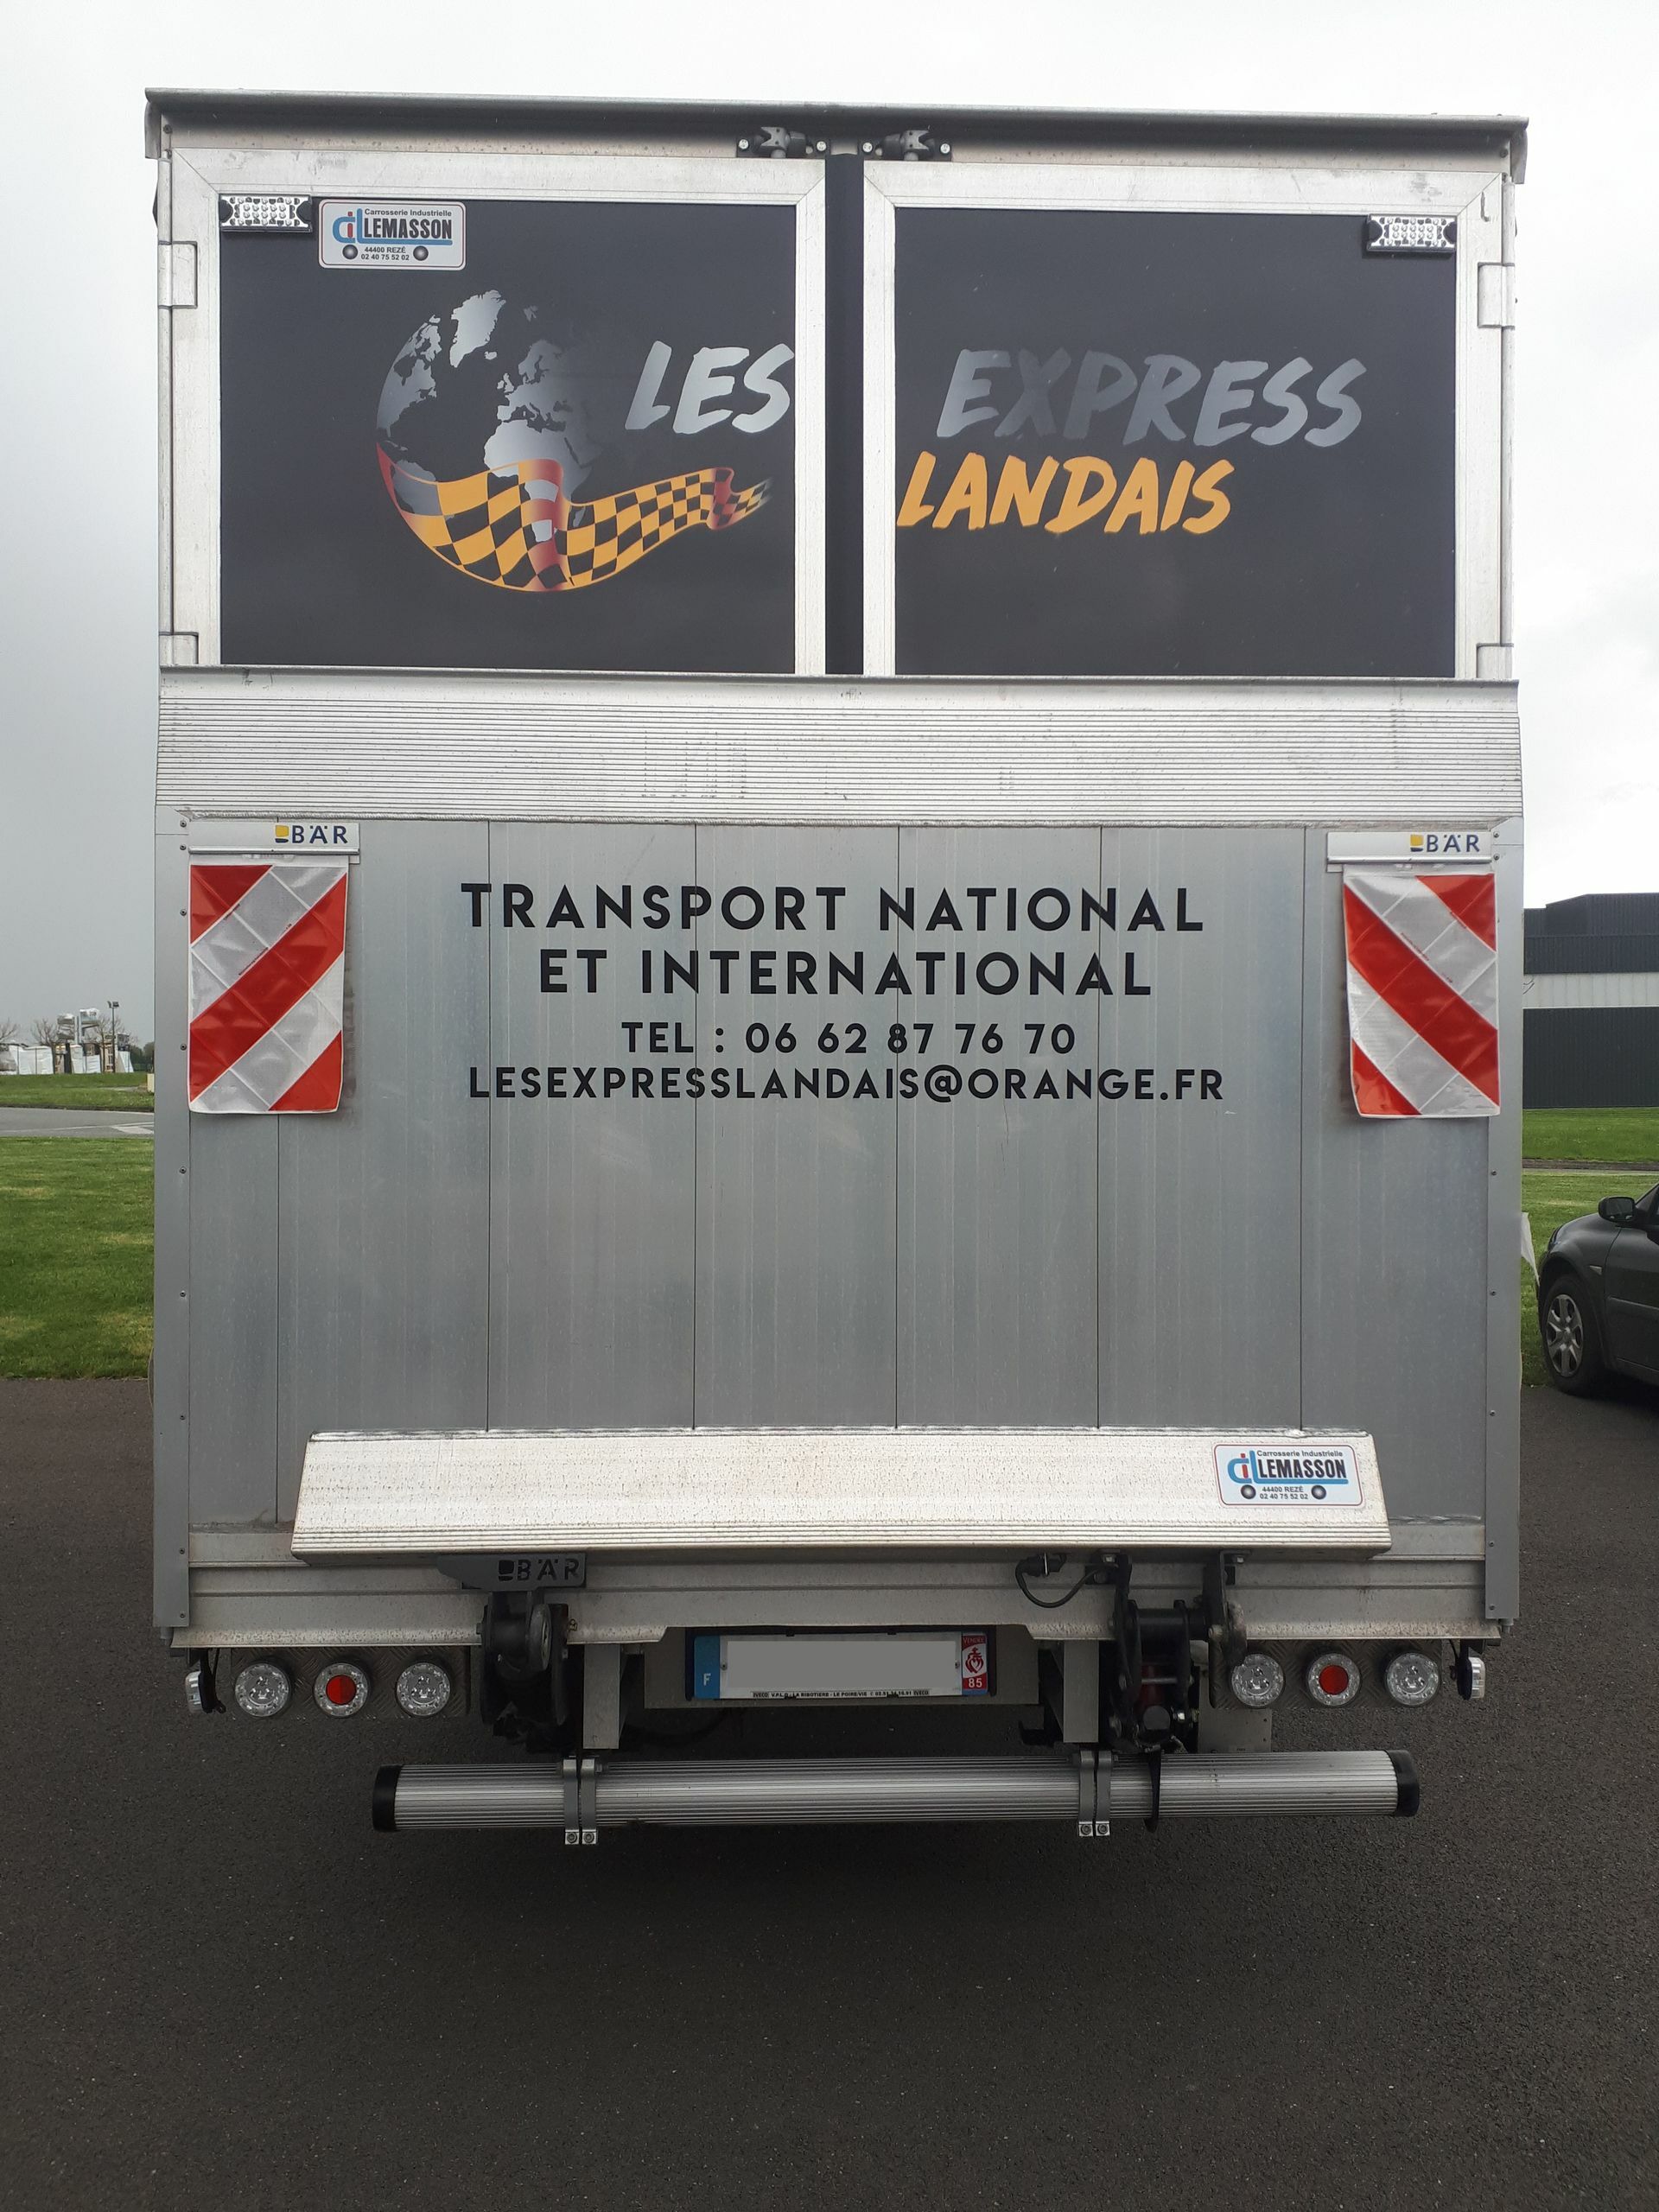 Carrosserie Industrielle
LEMASSON
44400 REZÉ
02 40 75 52 02
LES EXPRESS
LANDAIS
BÄR
BÄR
TRANSPORT NATIONAL
ET INTERNATIONAL
TEL : 06 62 87 76 70
LESEXPRESSLANDAIS@ORANGE.FR
Carrosserie Industrielle
LEMASSON
44400 REZÉ
02 40 75 52 02
BÄR
F
85